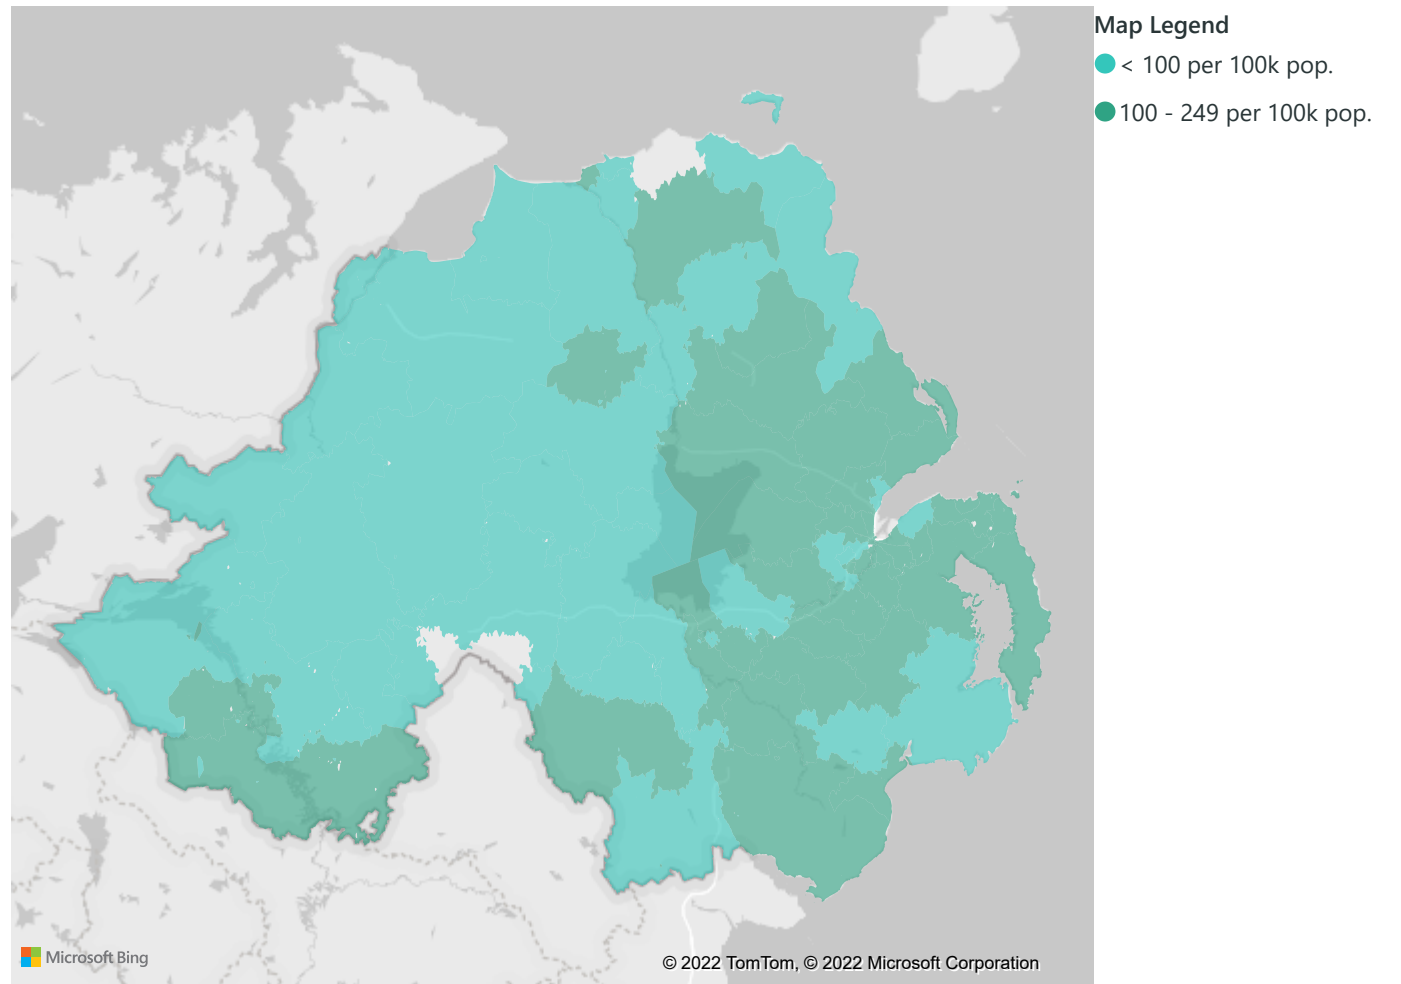 Map Legend
< 100 per 100k pop.
100 - 249 per 100k pop.
Microsoft Bing
© 2022 TomTom, © 2022 Microsoft Corporation